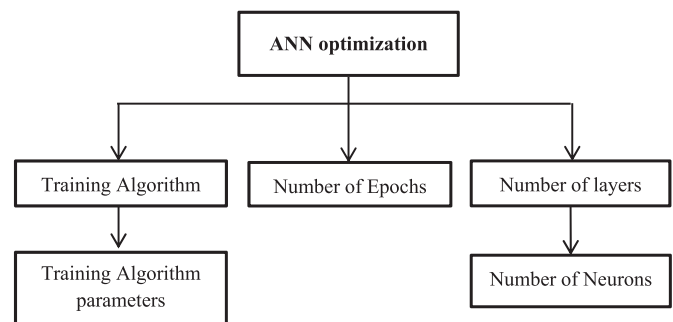 ANN optimization
Training Algorithm
Number of Epochs
Number of layers
Training Algorithm
parameters
Number of Neurons